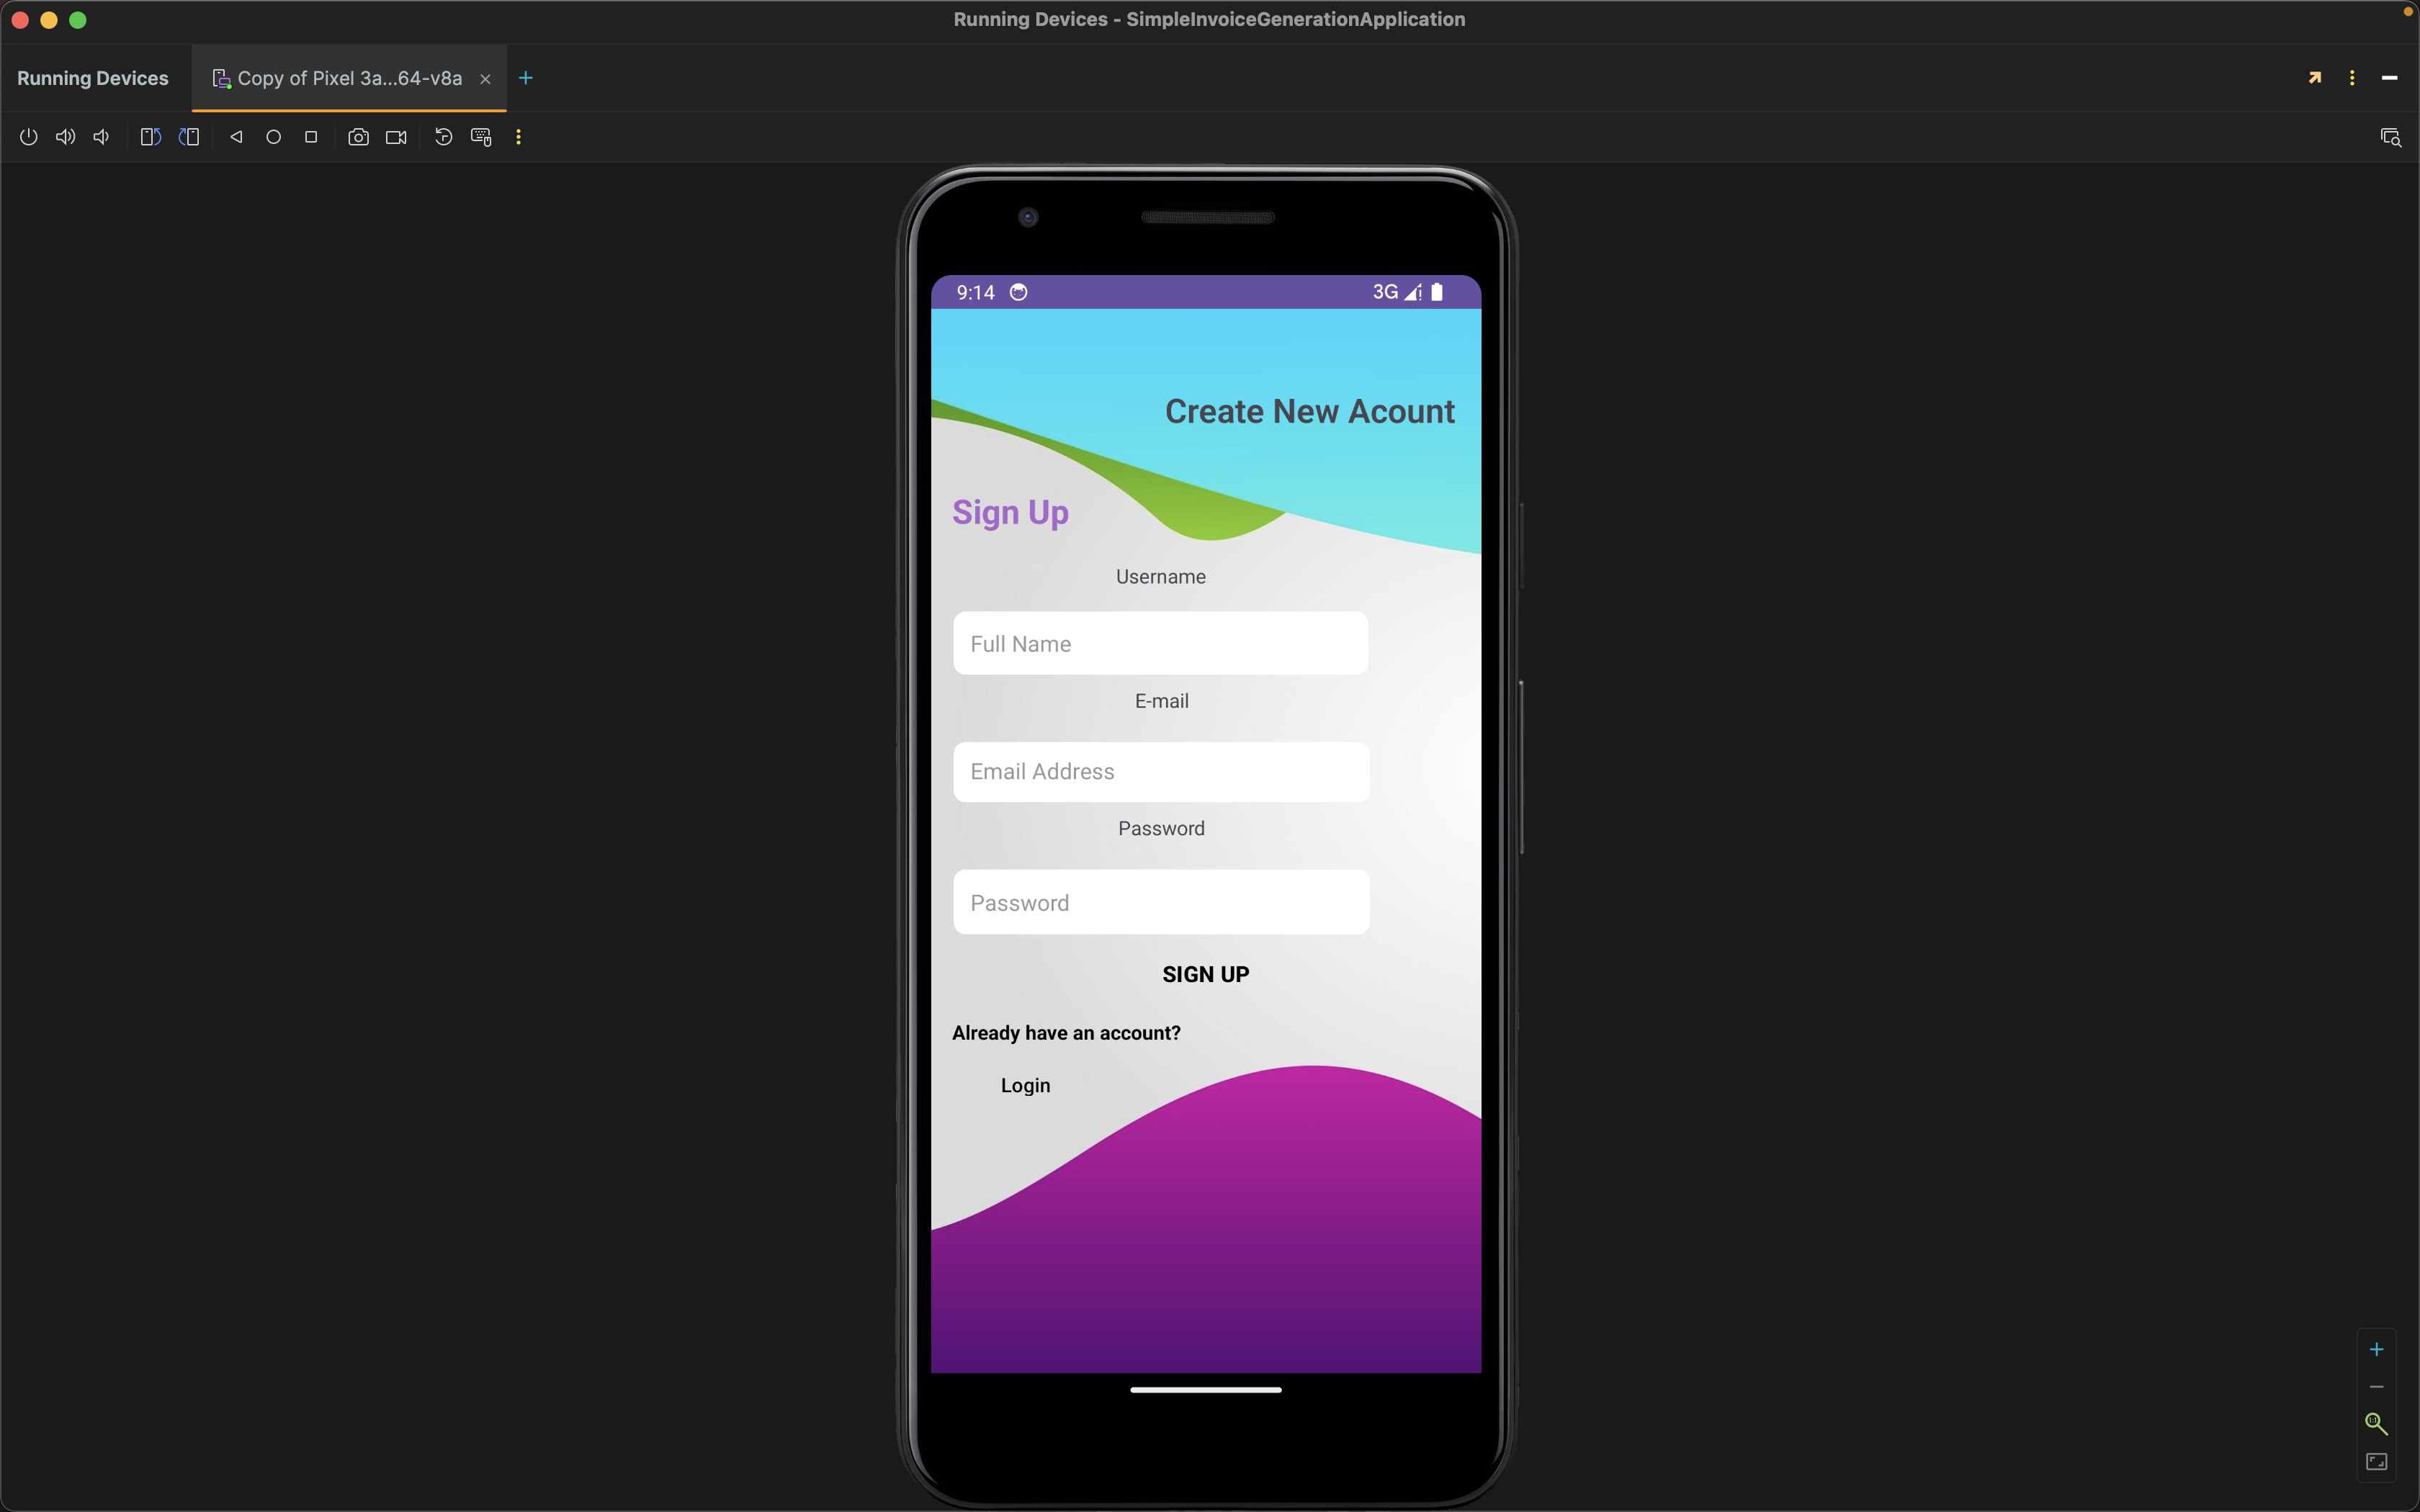 Running Devices - SimpleInvoiceGenerationApplication
Running Devices
Copy of Pixel 3a...64-v8a
9:14
3G
Create New Acount
Sign Up
Username
Full Name
E-mail
Email Address
Password
Password
SIGN UP
Already have an account?
Login